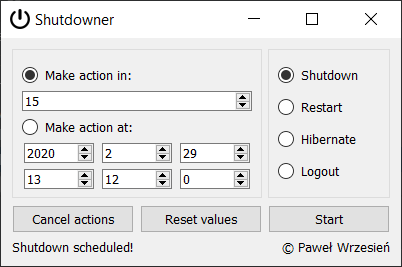 Shutdowner
Make action in:
15
Make action at:
2020 2 29
13 12 0
Shutdown
Restart
Hibernate
Logout
Cancel actions Reset values Start
Shutdown scheduled! © Paweł Wrzesień